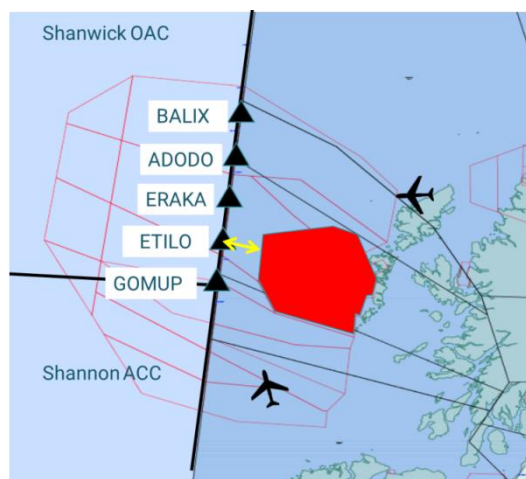 Shanwick OAC
BALIX
ADODO
ERAKA
ETILO
GOMUP
Shannon ACC